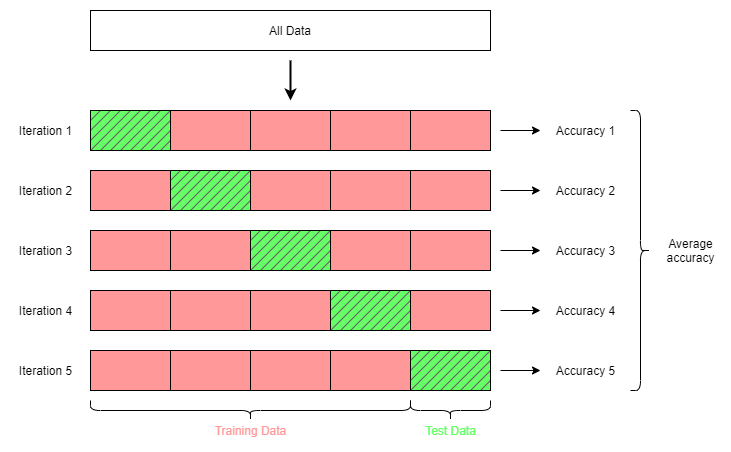 All Data
Iteration 1
Accuracy 1
Iteration 2
Accuracy 2
Iteration 3
Accuracy 3
Average
accuracy
Iteration 4
Accuracy 4
Iteration 5
Accuracy 5
Training Data
Test Data